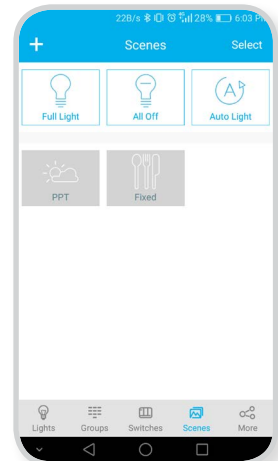 22B/s 28% 6:03 PM
+ Scenes Select
Full Light All Off Auto Light
PPT Fixed
Lights Groups Switches Scenes More